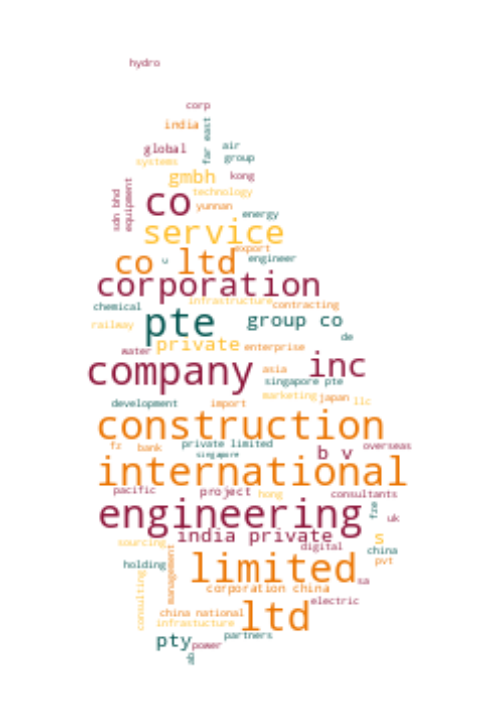 hydro
corp
india
far east
air
global
group
systems
gmbh
kong
technology
sdn bhd
equipment
co
yunnan
energy
service
export
co ltd
u
engineer
corporation
infrastructure
contracting
chemical
pte
group co
railway
de
private
enterprise
water
company
inc
asia
singapore pte
marketing
japan
llc
development
import
construction
fz
bank
private limited
overseas
singapore
b v
international
pacific
project
hong
consultants
engineering
fze
uk
india private
sourcing
digital
s
china
management
limited
pvt
holding
sa
consulting
corporation china
electric
china national
ltd
infrastucture
pty
power
partners
ab